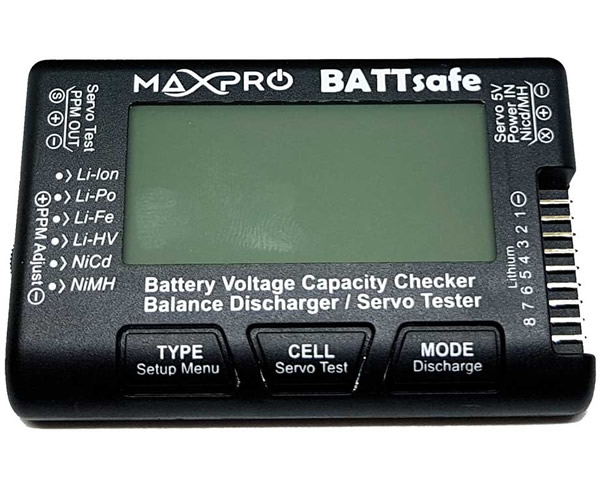 MAXPRO BATTsafe
Servo Test
PPM OUT/
S + -
Servo 5V
Power IN
Nicd/MH/
X + -
Li-Ion
Li-Po
Li-Fe
Li-HV
NiCd
NiMH
+ PPM Adjust -
Lithium
8 7 6 5 4 3 2 1 -
Battery Voltage Capacity Checker
Balance Discharger / Servo Tester
TYPE
Setup Menu
CELL
Servo Test
MODE
Discharge